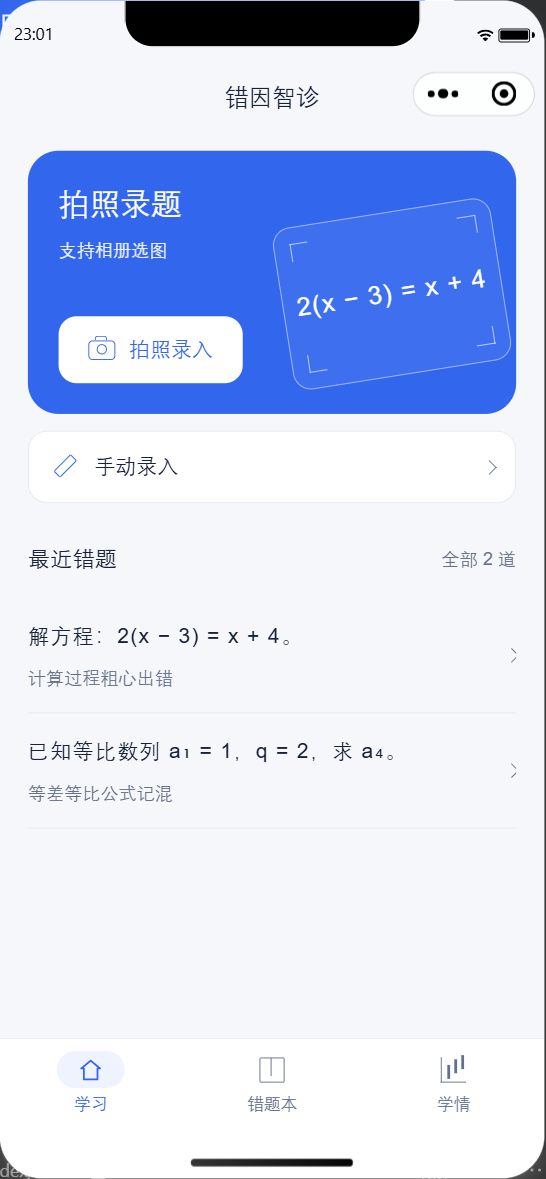 23:01
错因智诊
拍照录题
支持相册选图
2(x − 3) = x + 4
拍照录入
手动录入
最近错题
全部 2 道
解方程：2(x − 3) = x + 4。
计算过程粗心出错
已知等比数列 a₁ = 1，q = 2，求 a₄。
等差等比公式记混
学习
错题本
学情